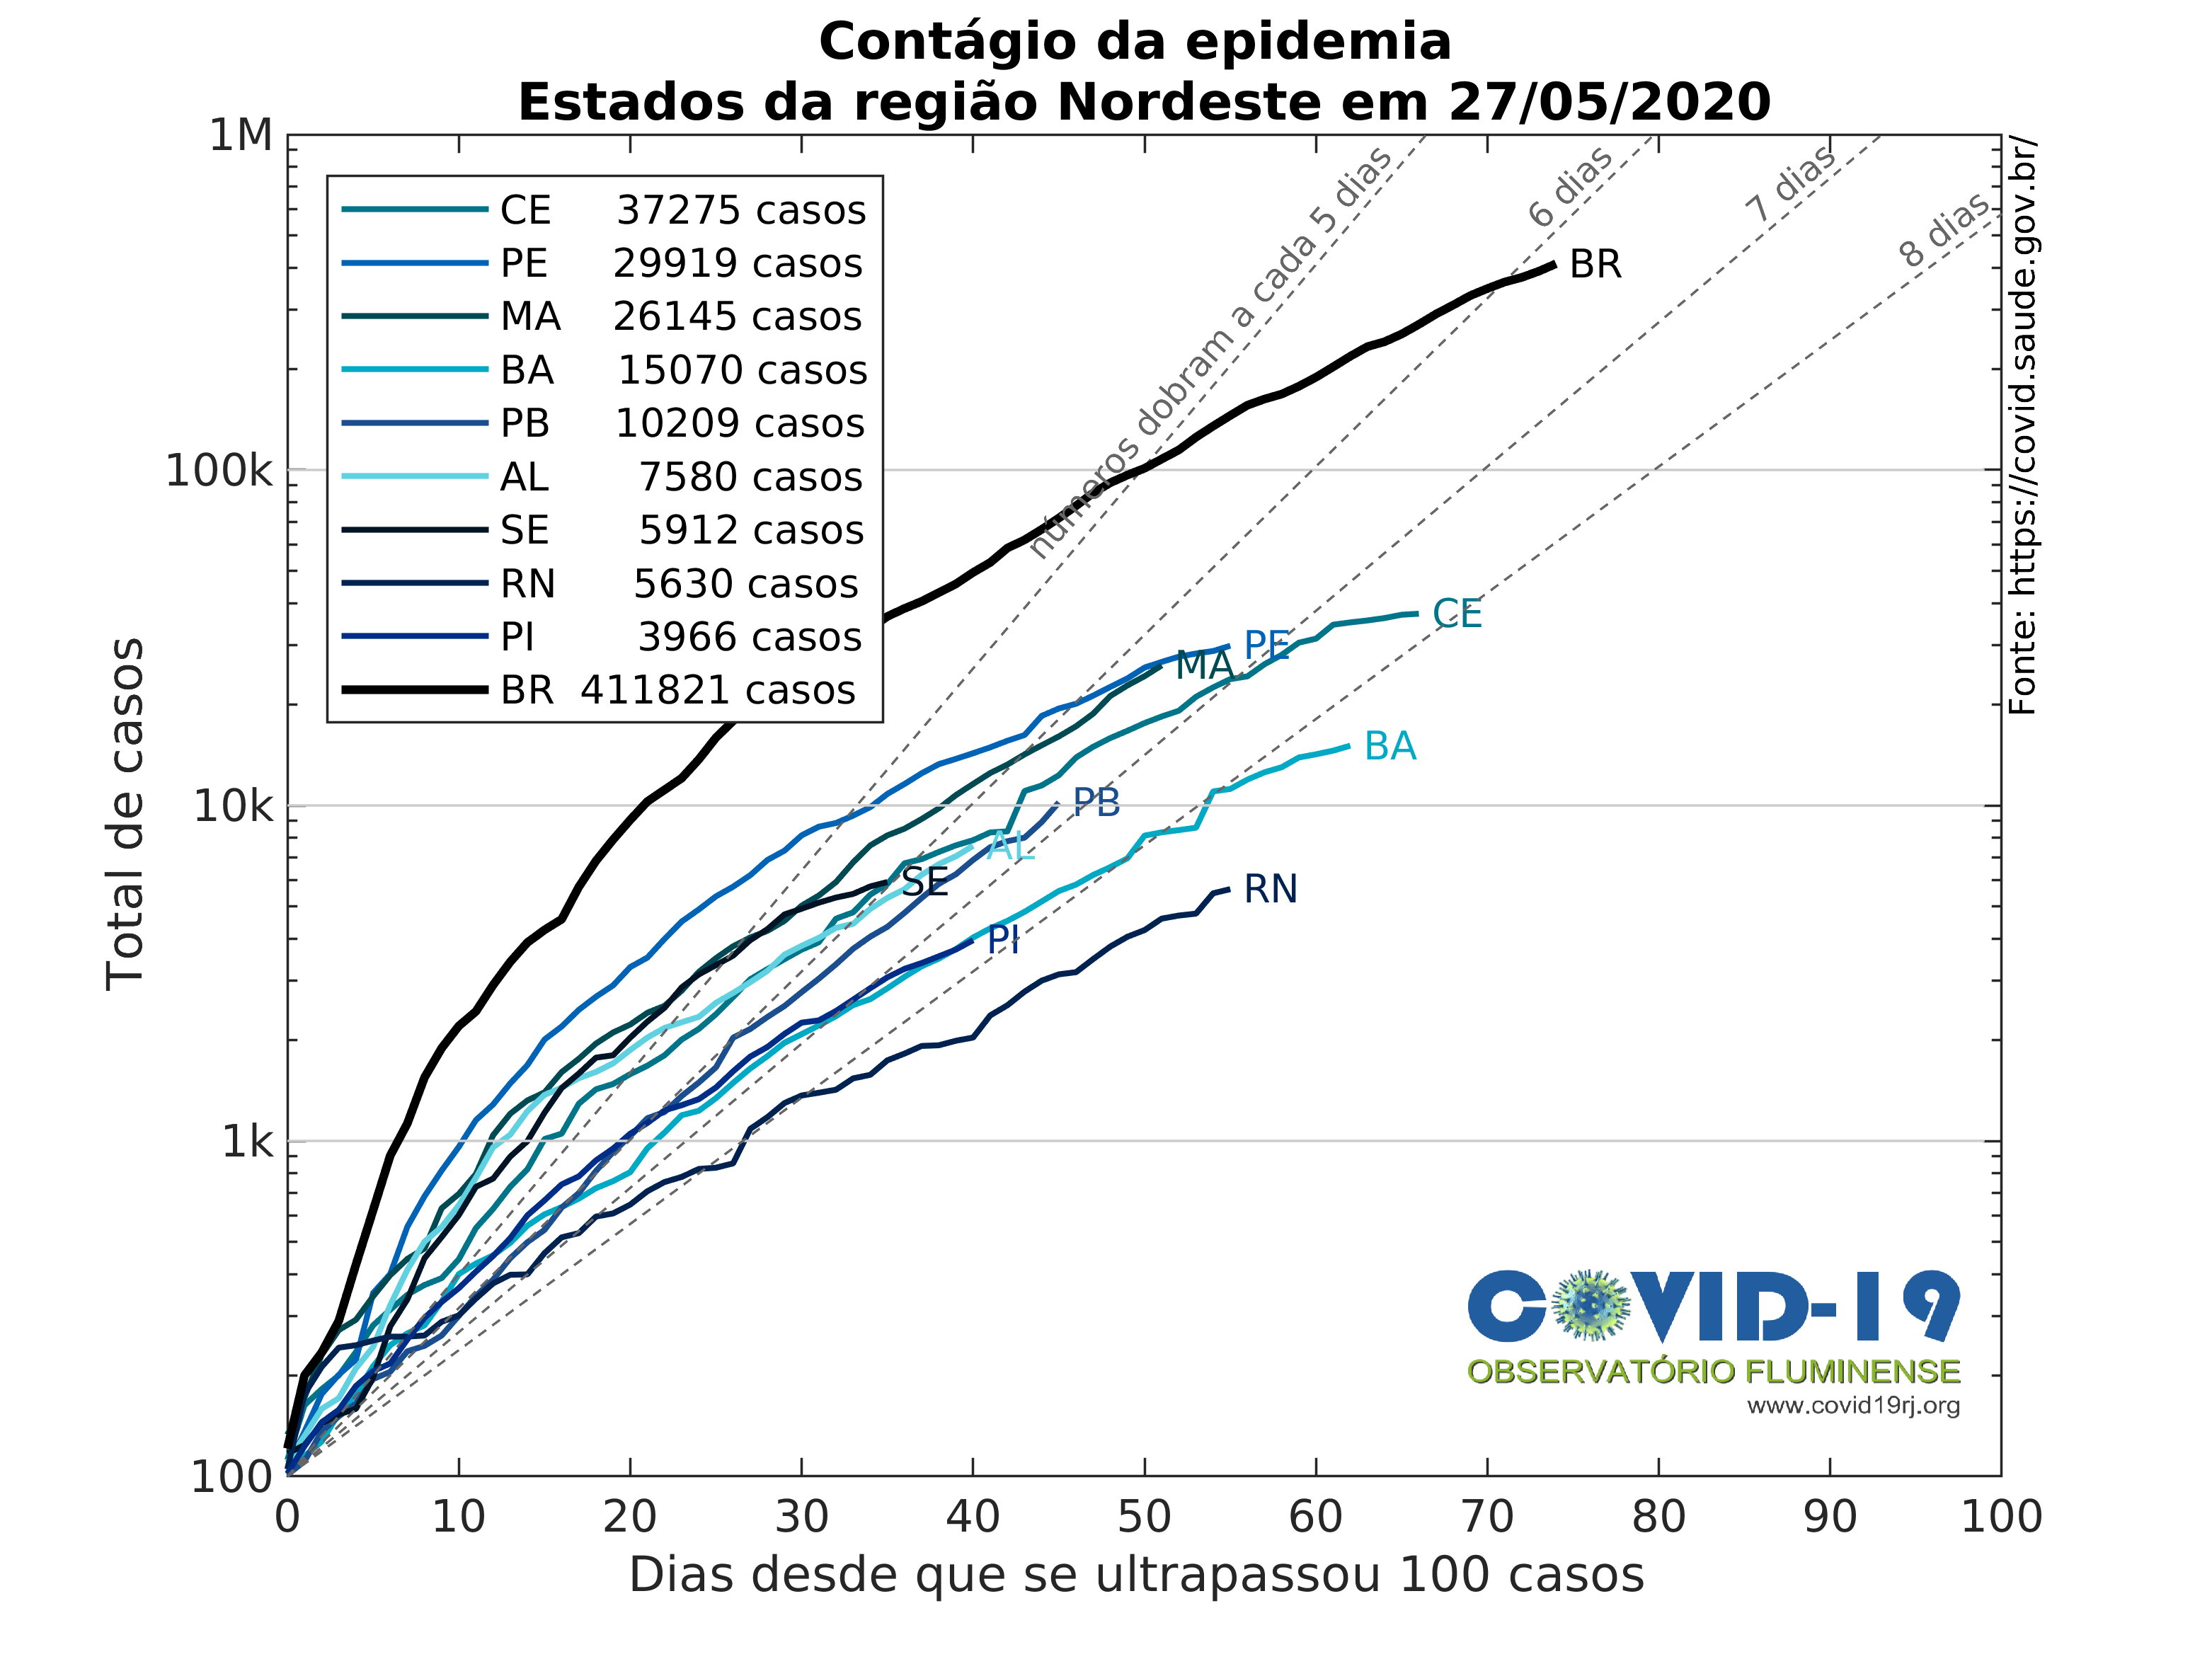 Contágio da epidemia
Estados da região Nordeste em 27/05/2020
1M
100k
10k
1k
100
Total de casos
CE 37275 casos
PE 29919 casos
MA 26145 casos
BA 15070 casos
PB 10209 casos
AL 7580 casos
SE 5912 casos
RN 5630 casos
PI 3966 casos
BR 411821 casos
números dobram a cada 5 dias
6 dias
7 dias
8 dias
BR
CE
PE
MA
BA
PB
AL
SE
RN
PI
Fonte: https://covid.saude.gov.br/
COVID-19
OBSERVATÓRIO FLUMINENSE
www.covid19rj.org
0 10 20 30 40 50 60 70 80 90 100
Dias desde que se ultrapassou 100 casos